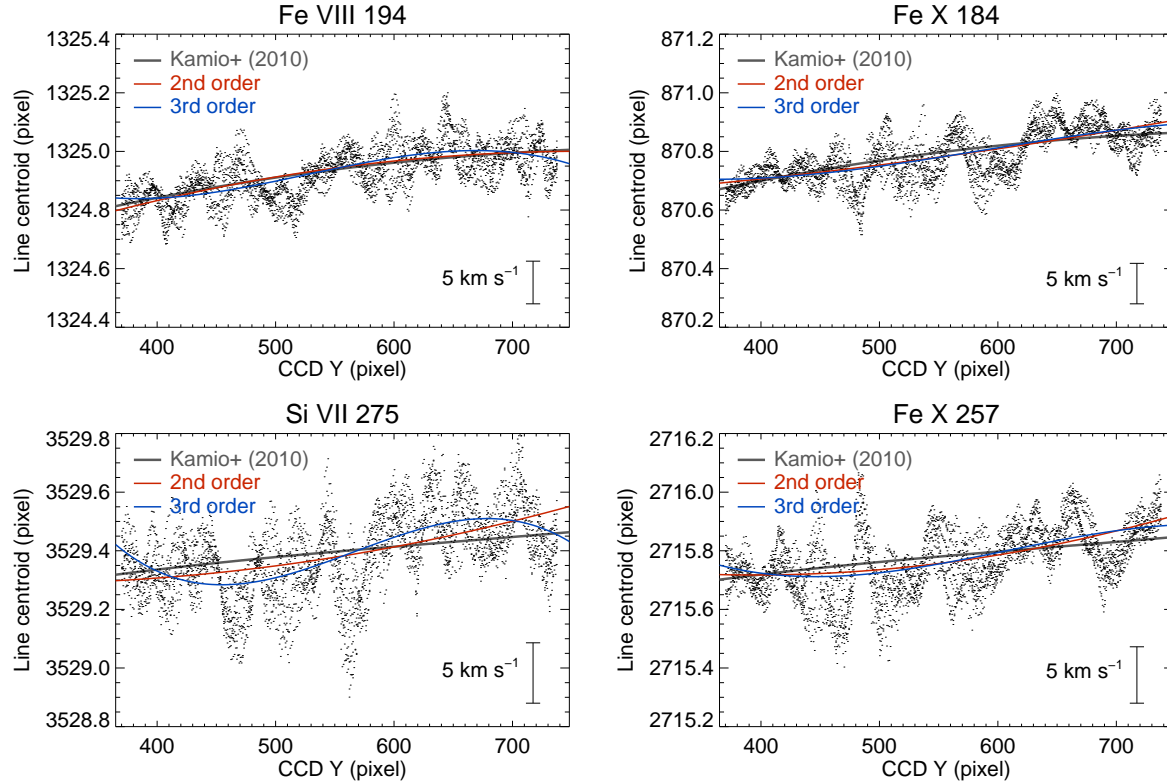 Fe VIII 194
1325.4
1325.2
1325.0
1324.8
1324.6
1324.4
Line centroid (pixel)
Kamio+ (2010)
2nd order
3rd order
5 km s⁻¹
400 500 600 700
CCD Y (pixel)
Fe X 184
871.2
871.0
870.8
870.6
870.4
870.2
Line centroid (pixel)
Kamio+ (2010)
2nd order
3rd order
5 km s⁻¹
400 500 600 700
CCD Y (pixel)
Si VII 275
3529.8
3529.6
3529.4
3529.2
3529.0
3528.8
Line centroid (pixel)
Kamio+ (2010)
2nd order
3rd order
5 km s⁻¹
400 500 600 700
CCD Y (pixel)
Fe X 257
2716.2
2716.0
2715.8
2715.6
2715.4
2715.2
Line centroid (pixel)
Kamio+ (2010)
2nd order
3rd order
5 km s⁻¹
400 500 600 700
CCD Y (pixel)